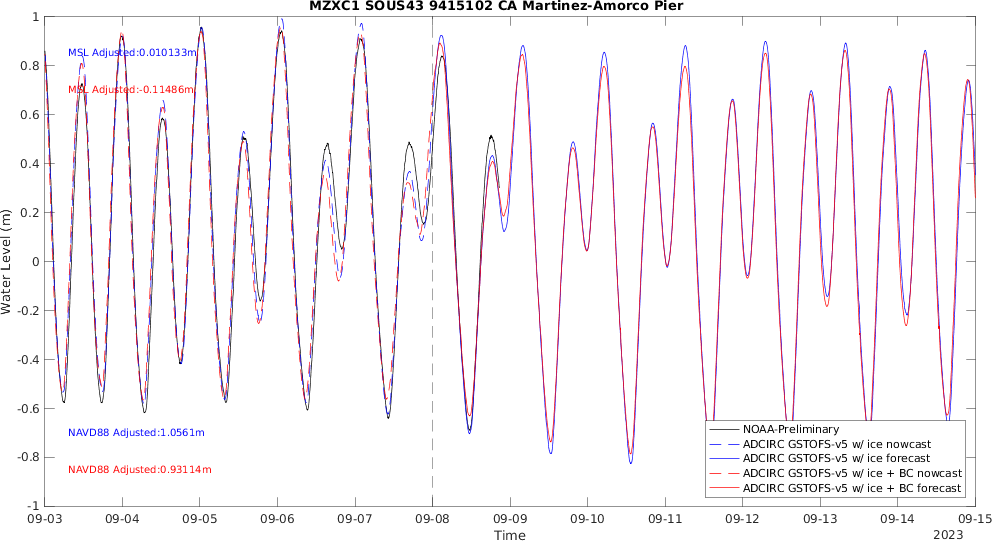 MZXC1 SOUS43 9415102 CA Martinez-Amorco Pier
1
0.8
0.6
0.4
0.2
0
-0.2
-0.4
-0.6
-0.8
-1
Water Level (m)
MSL Adjusted:0.010133m
MSL Adjusted:-0.11486m
NAVD88 Adjusted:1.0561m
NAVD88 Adjusted:0.93114m
NOAA-Preliminary
ADCIRC GSTOFS-v5 w/ ice nowcast
ADCIRC GSTOFS-v5 w/ ice forecast
ADCIRC GSTOFS-v5 w/ ice + BC nowcast
ADCIRC GSTOFS-v5 w/ ice + BC forecast
09-03 09-04 09-05 09-06 09-07 09-08 09-09 09-10 09-11 09-12 09-13 09-14 09-15
Time
2023